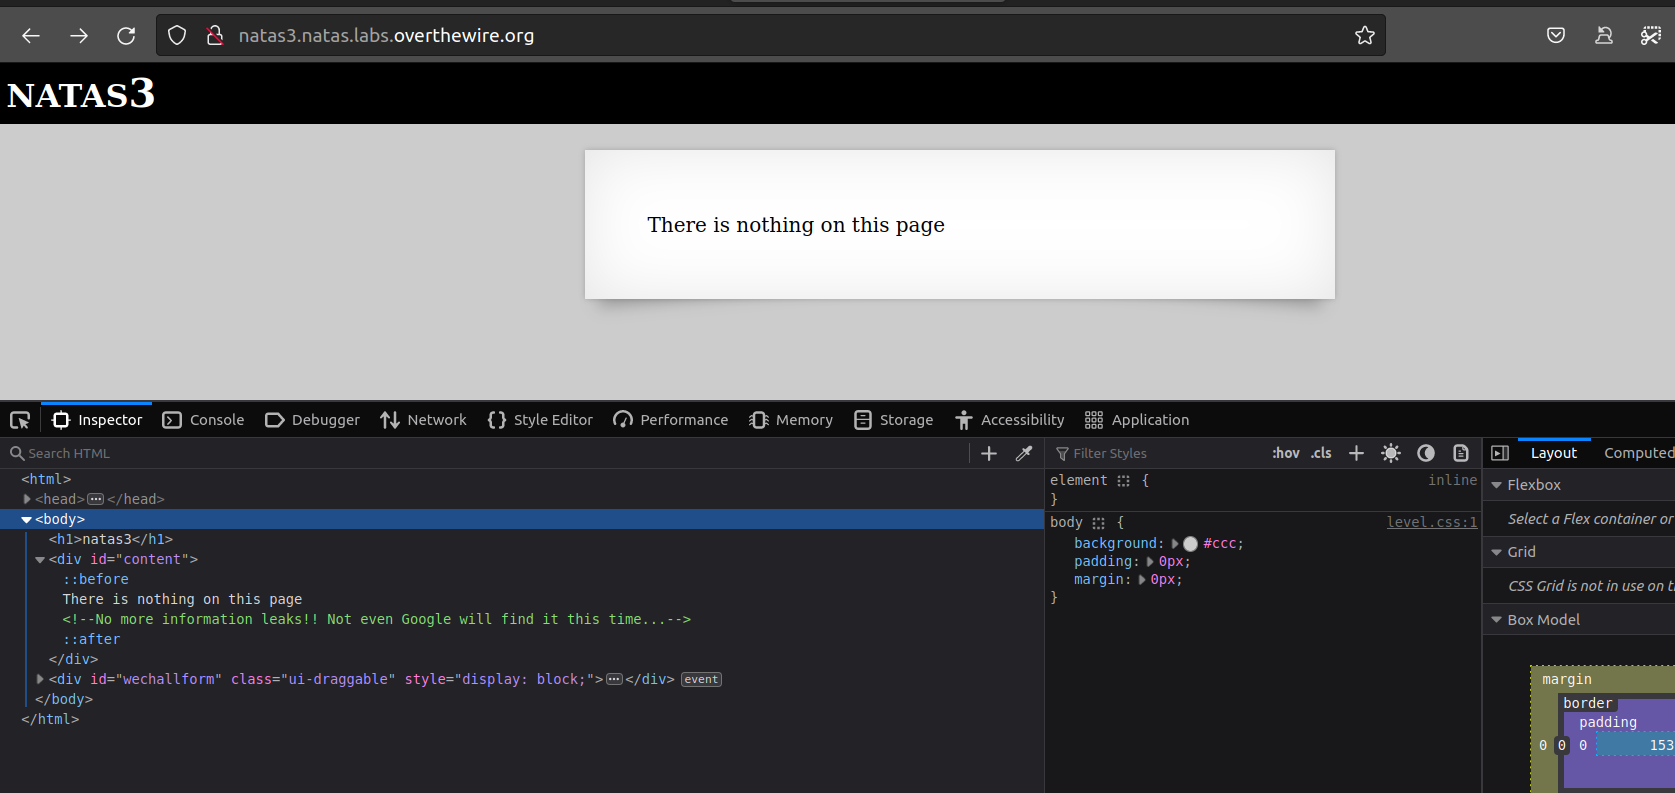 natas3.natas.labs.overthewire.org
NATAS3
There is nothing on this page
Inspector Console Debugger Network Style Editor Performance Memory Storage Accessibility Application
Search HTML
Filter Styles :hov .cls Layout Computed
<html>
<head> </head>
<body>
<h1>natas3</h1>
<div id="content">
::before
There is nothing on this page
<!--No more information leaks!! Not even Google will find it this time...-->
::after
</div>
<div id="wechallform" class="ui-draggable" style="display: block;"> </div> event
</body>
</html>
element { inline
}
body { level.css:1
background: #ccc;
padding: 0px;
margin: 0px;
}
Flexbox
Select a Flex container or
Grid
CSS Grid is not in use on t
Box Model
margin
border
padding
0 0 0 153